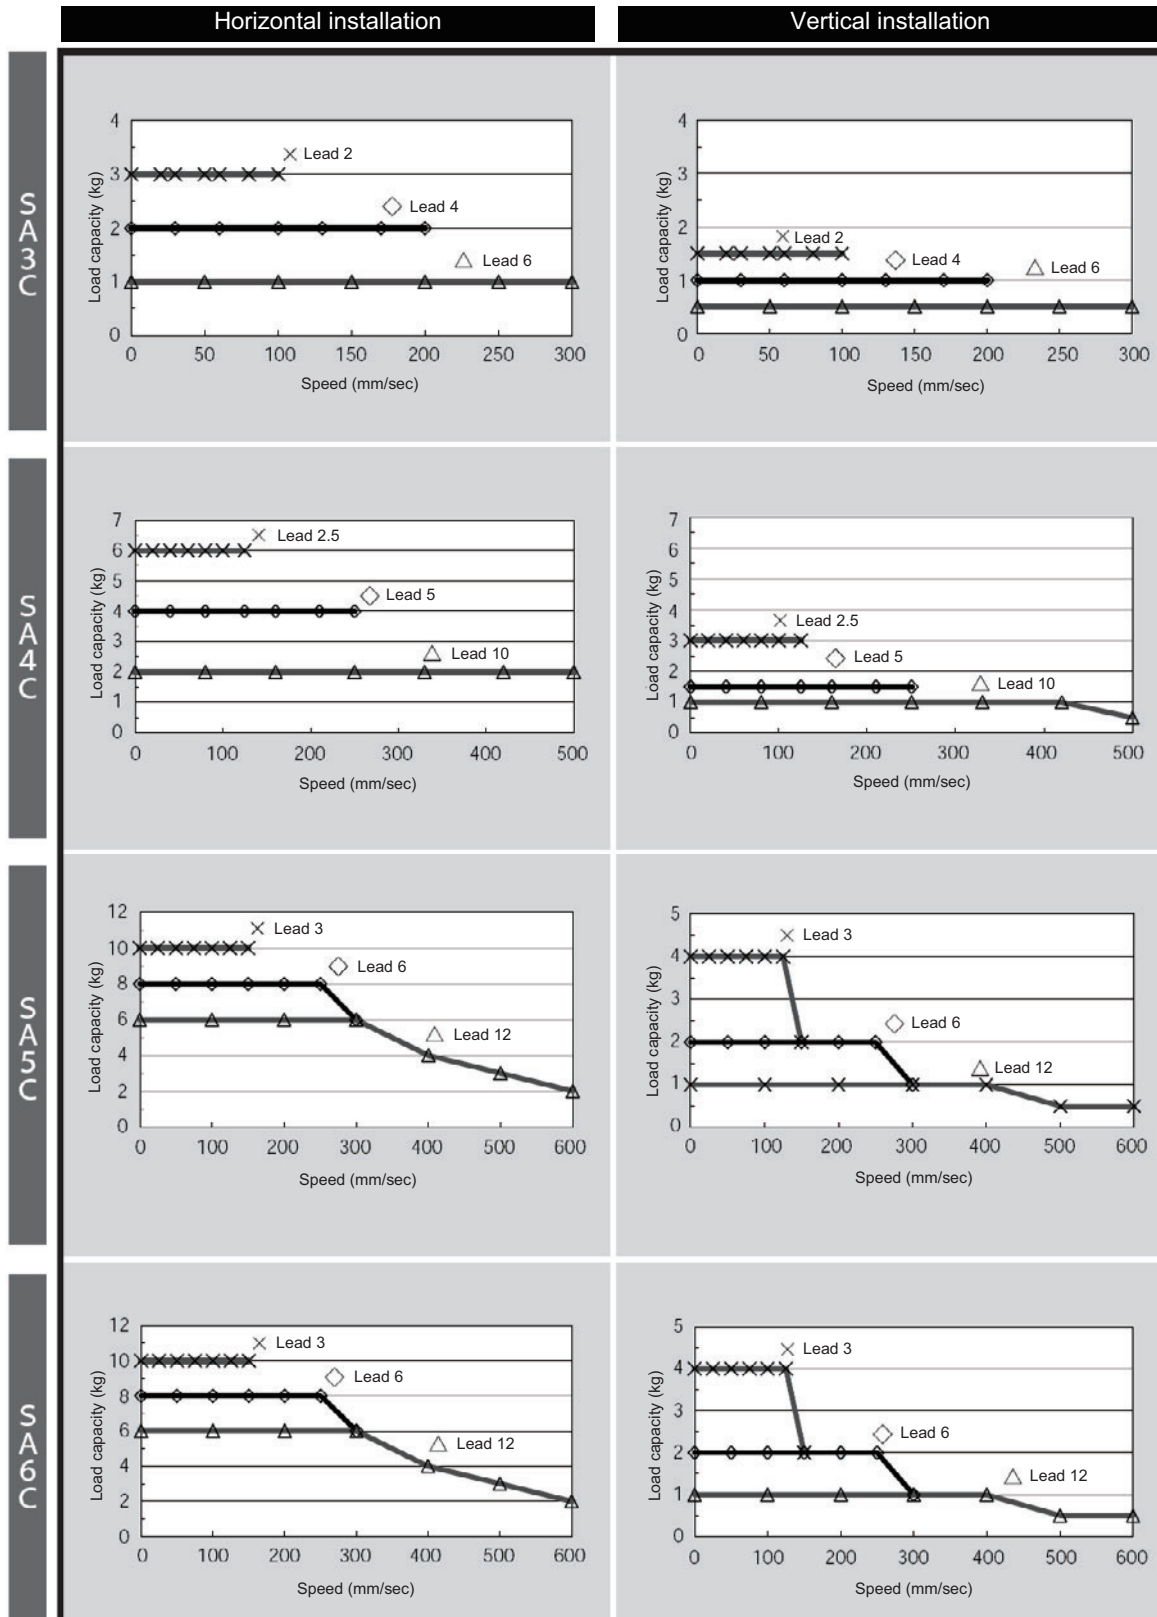 Horizontal installation
Vertical installation
SA3C
Load capacity (kg)
4
3
2
1
0
Lead 2
Lead 4
Lead 6
0 50 100 150 200 250 300
Speed (mm/sec)
Load capacity (kg)
4
3
2
1
0
Lead 2
Lead 4
Lead 6
0 50 100 150 200 250 300
Speed (mm/sec)
SA4C
Load capacity (kg)
7
6
5
4
3
2
1
0
Lead 2.5
Lead 5
Lead 10
0 100 200 300 400 500
Speed (mm/sec)
Load capacity (kg)
7
6
5
4
3
2
1
0
Lead 2.5
Lead 5
Lead 10
0 100 200 300 400 500
Speed (mm/sec)
SA5C
Load capacity (kg)
12
10
8
6
4
2
0
Lead 3
Lead 6
Lead 12
0 100 200 300 400 500 600
Speed (mm/sec)
Load capacity (kg)
5
4
3
2
1
0
Lead 3
Lead 6
Lead 12
0 100 200 300 400 500 600
Speed (mm/sec)
SA6C
Load capacity (kg)
12
10
8
6
4
2
0
Lead 3
Lead 6
Lead 12
0 100 200 300 400 500 600
Speed (mm/sec)
Load capacity (kg)
5
4
3
2
1
0
Lead 3
Lead 6
Lead 12
0 100 200 300 400 500 600
Speed (mm/sec)